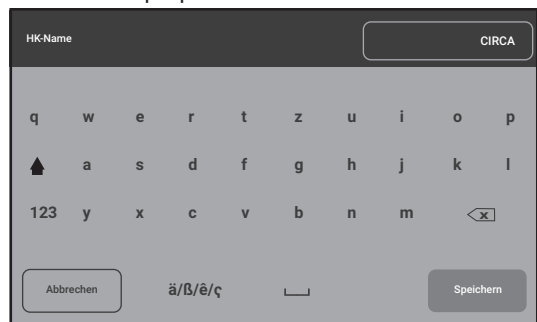 HK-Name CIRCA
q w e r t z u i o p
a s d f g h j k l
123 y x c v b n m x
Abbrechen ä/ß/ê/ç Speichern